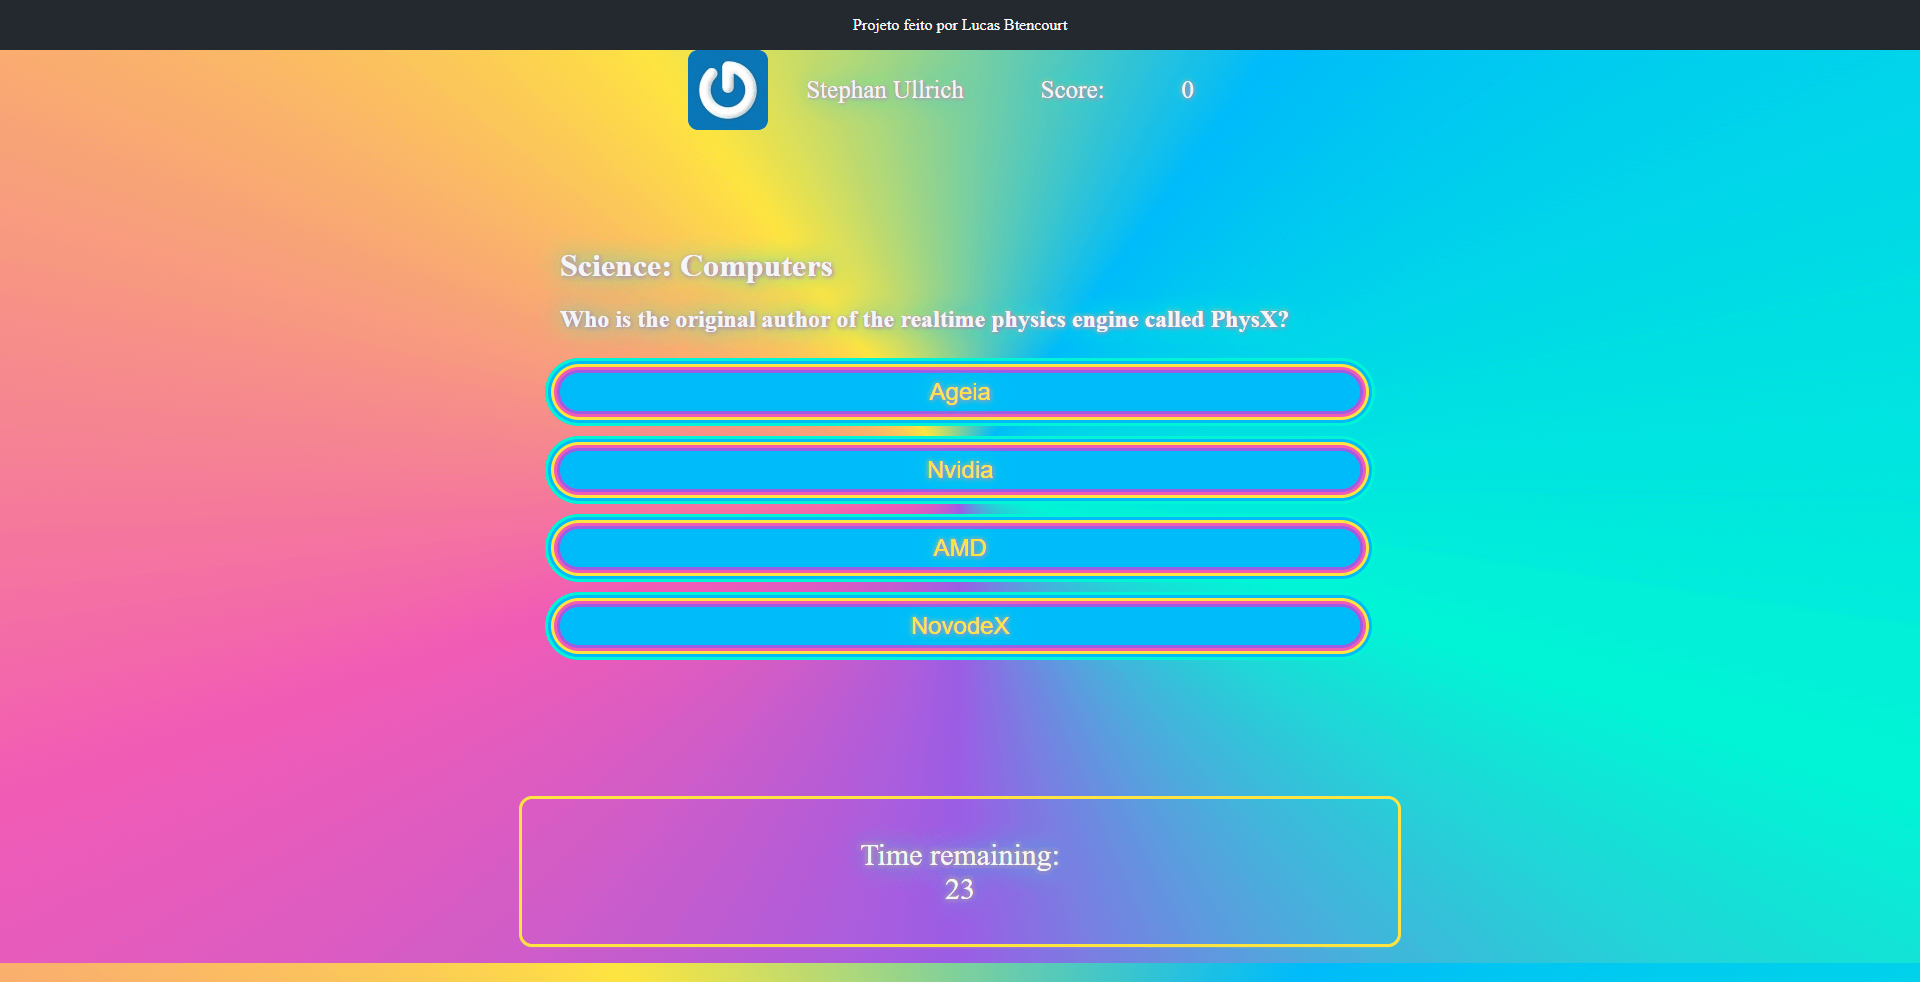 Projeto feito por Lucas Btencourt
Stephan Ullrich Score: 0
Science: Computers
Who is the original author of the realtime physics engine called PhysX?
Ageia
Nvidia
AMD
NovodeX
Time remaining:
23